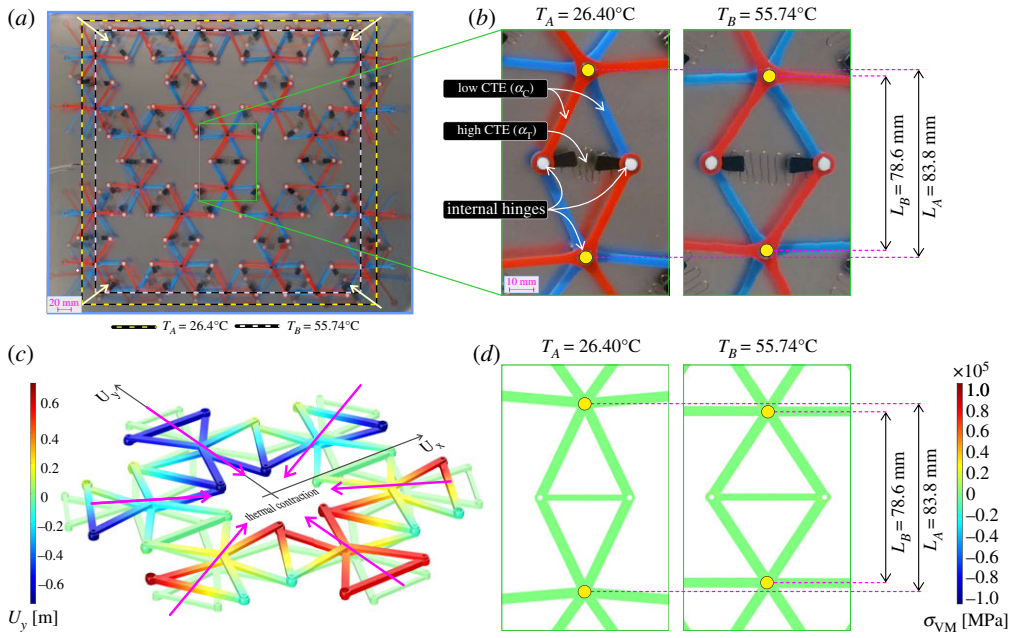 (a)
20 mm
T_A = 26.4°C
T_B = 55.74°C
(b)
T_A = 26.40°C
T_B = 55.74°C
low CTE (α_C)
high CTE (α_T)
internal hinges
10 mm
L_B = 78.6 mm
L_A = 83.8 mm
(c)
U_y
U_x
thermal contraction
0.6
0.4
0.2
0
–0.2
–0.4
–0.6
U_y [m]
(d)
T_A = 26.40°C
T_B = 55.74°C
L_B = 78.6 mm
L_A = 83.8 mm
×10⁵
1.0
0.8
0.6
0.4
0.2
0
–0.2
–0.4
–0.6
–0.8
–1.0
σ_VM [MPa]